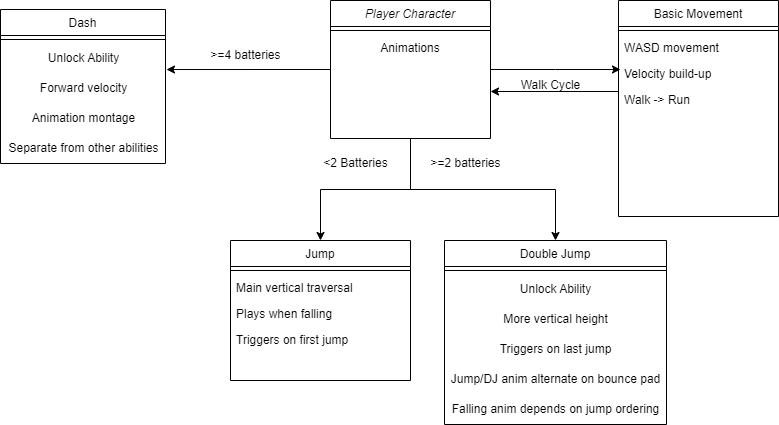 Dash
Unlock Ability
Forward velocity
Animation montage
Separate from other abilities
>=4 batteries
Player Character
Animations
Walk Cycle
Basic Movement
WASD movement
Velocity build-up
Walk -> Run
<2 Batteries
>=2 batteries
Jump
Main vertical traversal
Plays when falling
Triggers on first jump
Double Jump
Unlock Ability
More vertical height
Triggers on last jump
Jump/DJ anim alternate on bounce pad
Falling anim depends on jump ordering